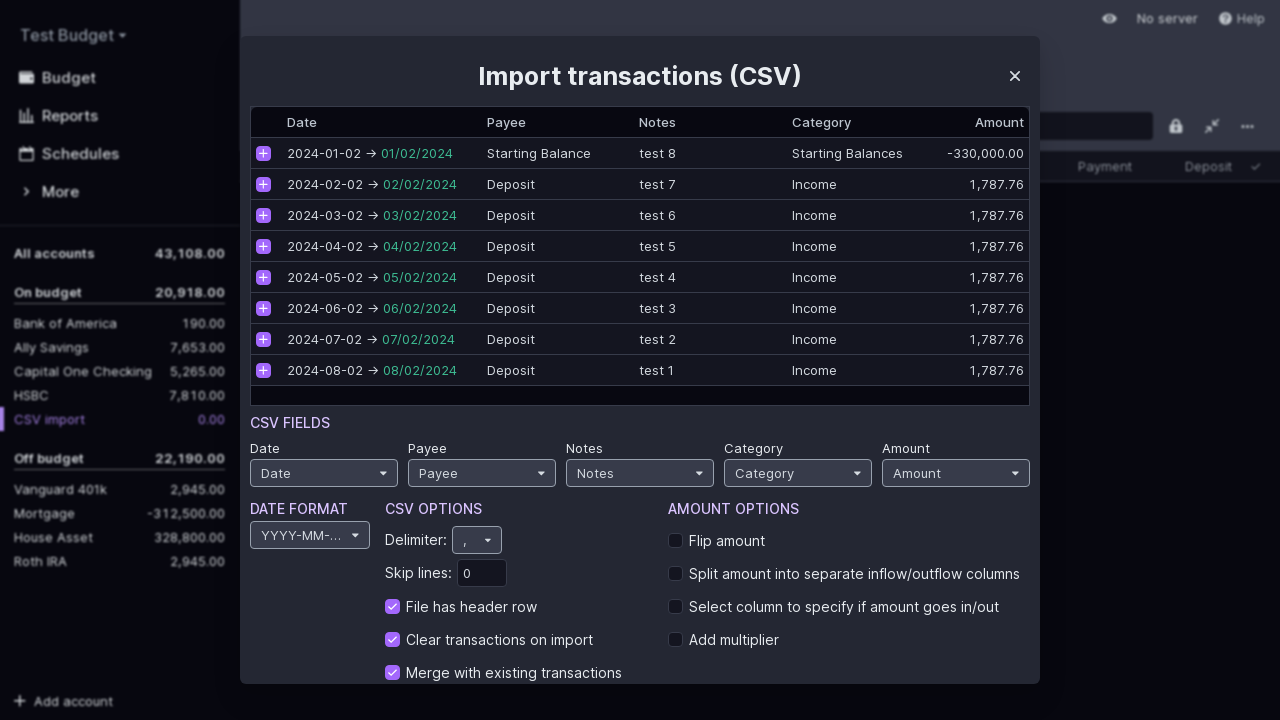 Test Budget
Budget
Reports
Schedules
More
All accounts 43,108.00
On budget 20,918.00
Bank of America 190.00
Ally Savings 7,653.00
Capital One Checking 5,265.00
HSBC 7,810.00
CSV import 0.00
Off budget 22,190.00
Vanguard 401k 2,945.00
Mortgage -312,500.00
House Asset 328,800.00
Roth IRA 2,945.00
Add account
No server Help
Payment Deposit
Import transactions (CSV)
Date Payee Notes Category Amount
2024-01-02 → 01/02/2024 Starting Balance test 8 Starting Balances -330,000.00
2024-02-02 → 02/02/2024 Deposit test 7 Income 1,787.76
2024-03-02 → 03/02/2024 Deposit test 6 Income 1,787.76
2024-04-02 → 04/02/2024 Deposit test 5 Income 1,787.76
2024-05-02 → 05/02/2024 Deposit test 4 Income 1,787.76
2024-06-02 → 06/02/2024 Deposit test 3 Income 1,787.76
2024-07-02 → 07/02/2024 Deposit test 2 Income 1,787.76
2024-08-02 → 08/02/2024 Deposit test 1 Income 1,787.76
CSV FIELDS
Date Payee Notes Category Amount
Date Payee Notes Category Amount
DATE FORMAT
YYYY-MM-...
CSV OPTIONS
Delimiter: ,
Skip lines: 0
File has header row
Clear transactions on import
Merge with existing transactions
AMOUNT OPTIONS
Flip amount
Split amount into separate inflow/outflow columns
Select column to specify if amount goes in/out
Add multiplier